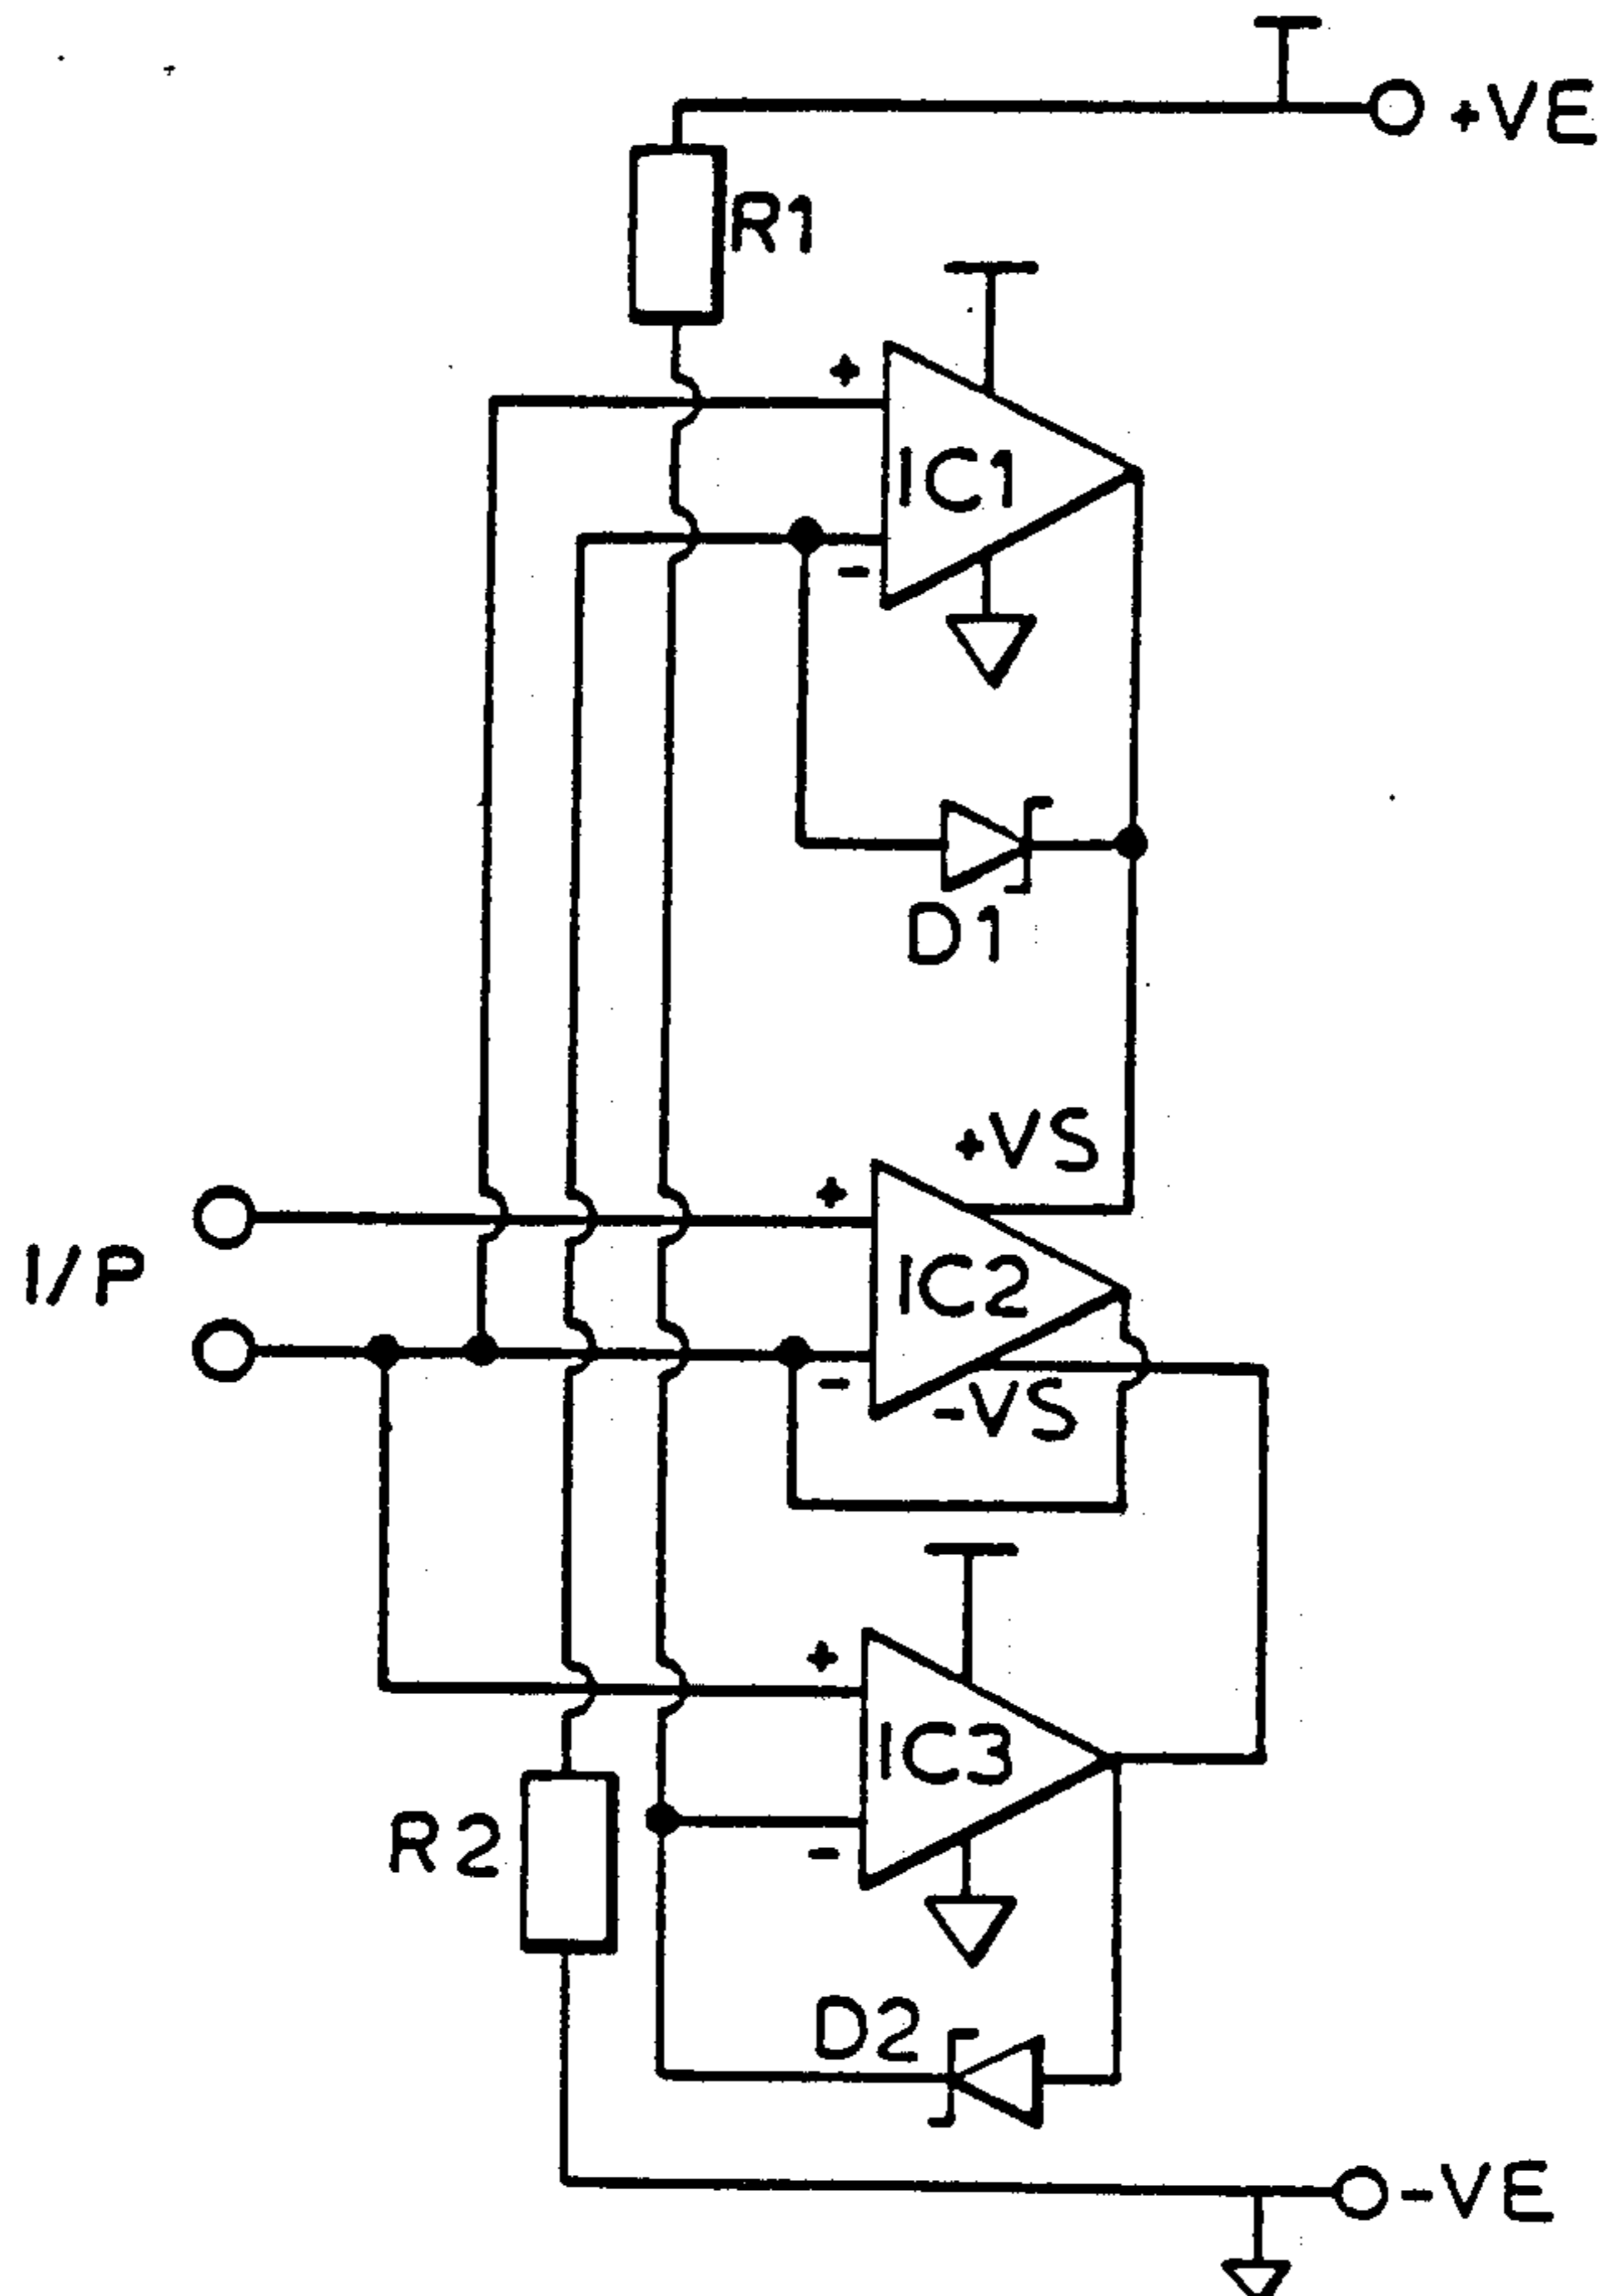 +VE
R1
+
IC1
-
D1
+VS
+
I/P
IC2
-
-VS
+
IC3
R2
-
D2
-VE